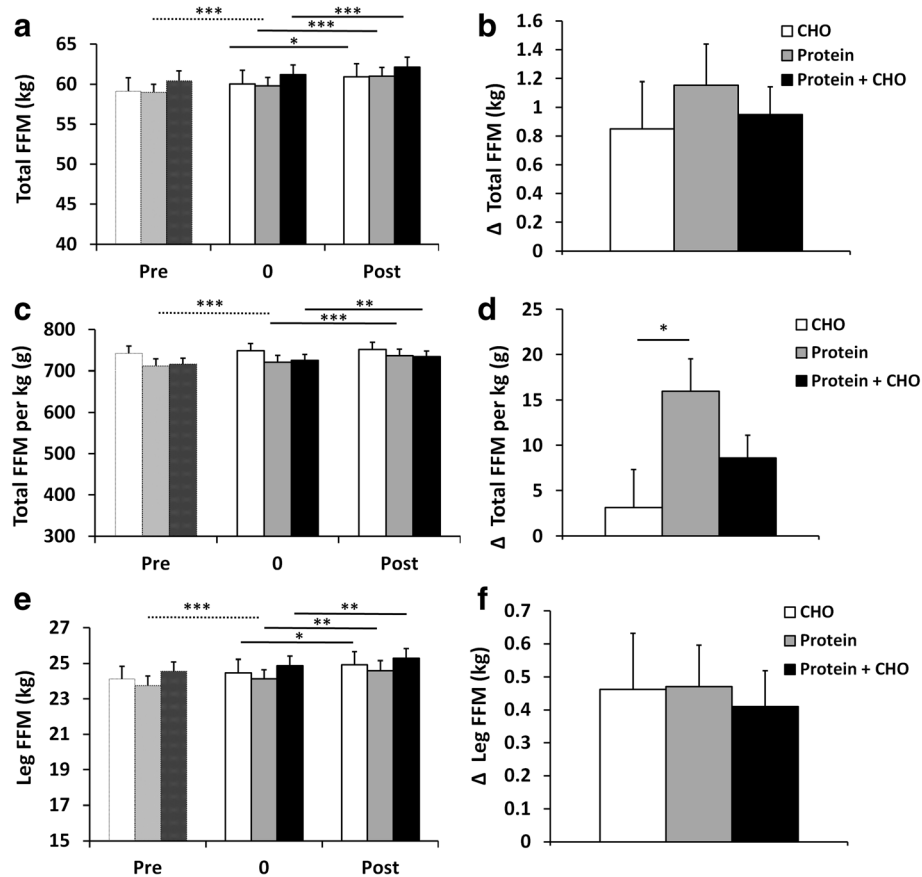 a
***
***
***
*
65
60
55
50
45
40
Total FFM (kg)
Pre
0
Post
b
1.6
1.4
1.2
1
0.8
0.6
0.4
0.2
0
Δ Total FFM (kg)
CHO
Protein
Protein + CHO
c
***
**
***
800
700
600
500
400
300
Total FFM per kg (g)
Pre
0
Post
d
25
20
15
10
5
0
Δ Total FFM per kg (g)
*
CHO
Protein
Protein + CHO
e
***
**
**
*
27
25
23
21
19
17
15
Leg FFM (kg)
Pre
0
Post
f
0.7
0.6
0.5
0.4
0.3
0.2
0.1
0
Δ Leg FFM (kg)
CHO
Protein
Protein + CHO